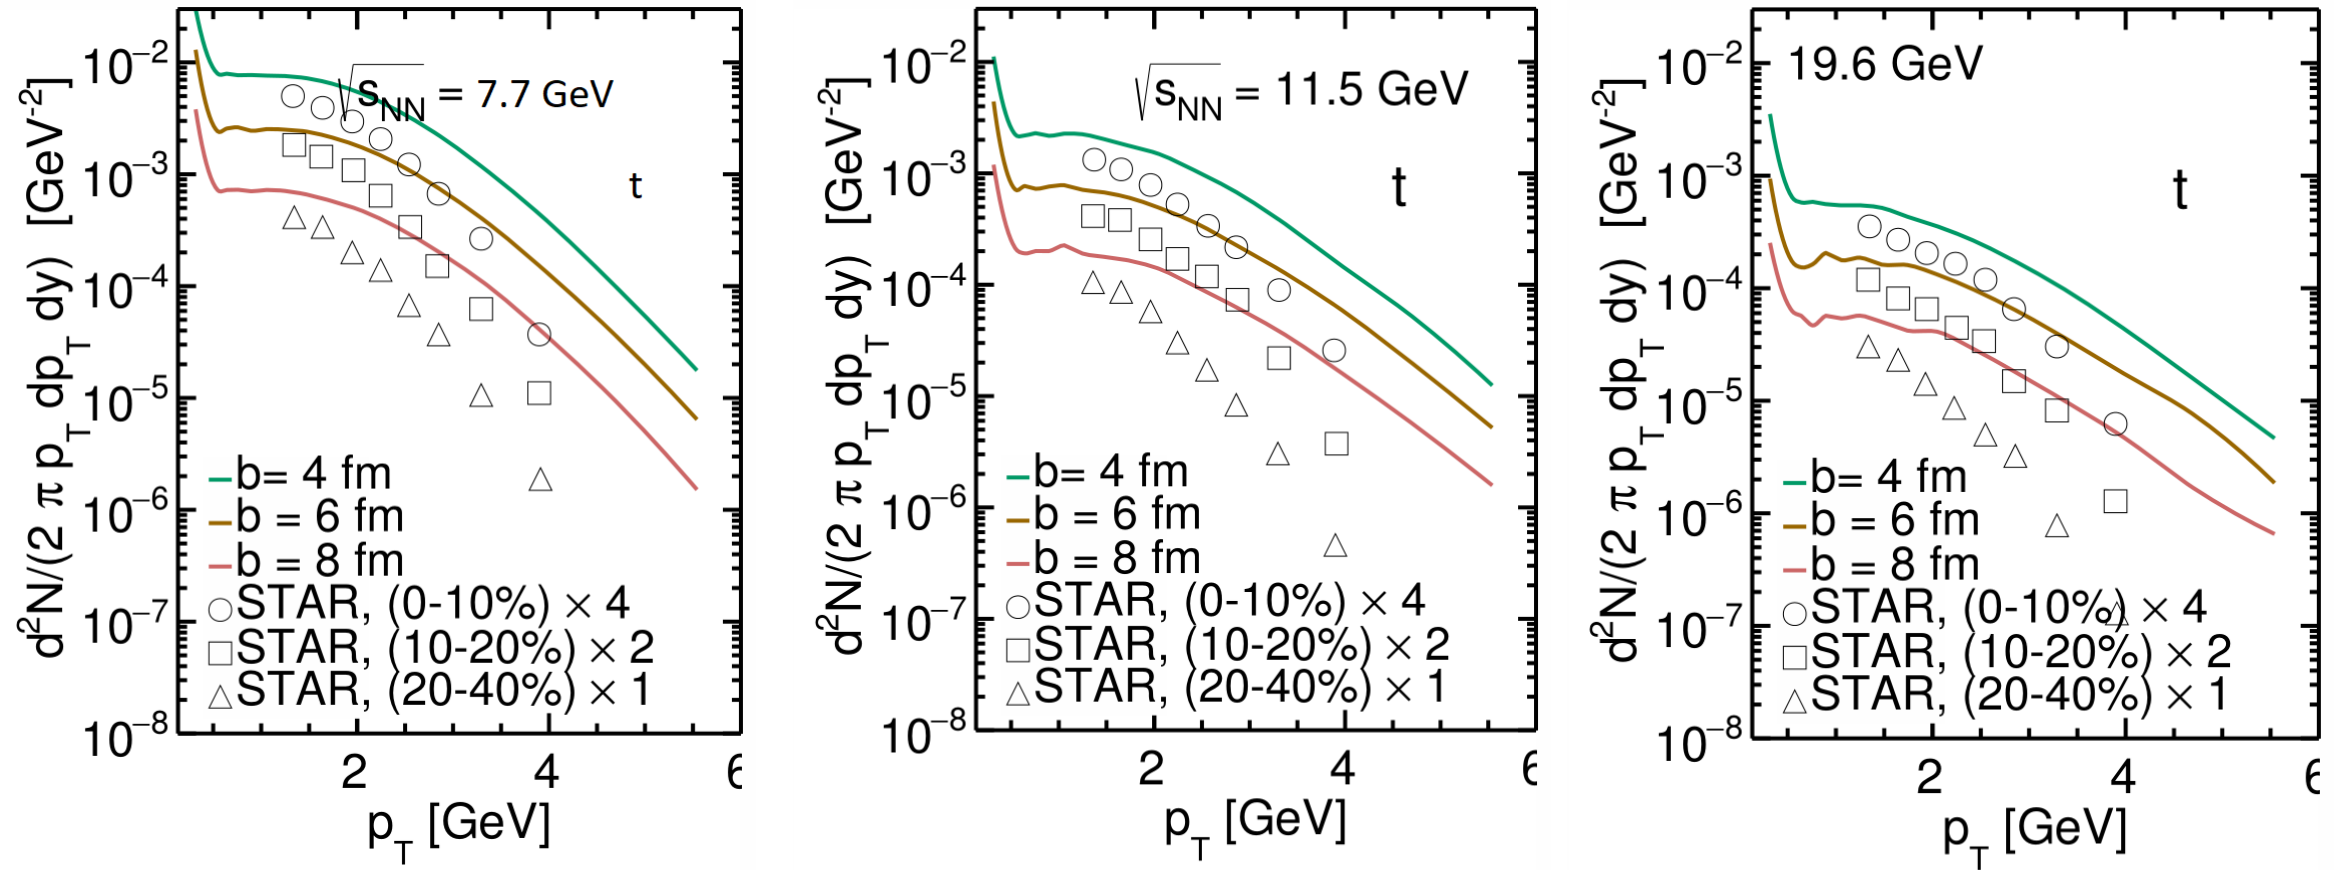 d²N/(2 π p_T dp_T dy) [GeV⁻²]
10⁻²
10⁻³
10⁻⁴
10⁻⁵
10⁻⁶
10⁻⁷
10⁻⁸
√s_NN = 7.7 GeV
t
b= 4 fm
b = 6 fm
b = 8 fm
STAR, (0-10%) × 4
STAR, (10-20%) × 2
STAR, (20-40%) × 1
2 4 6
p_T [GeV]
d²N/(2 π p_T dp_T dy) [GeV⁻²]
10⁻²
10⁻³
10⁻⁴
10⁻⁵
10⁻⁶
10⁻⁷
10⁻⁸
√s_NN = 11.5 GeV
t
b= 4 fm
b = 6 fm
b = 8 fm
STAR, (0-10%) × 4
STAR, (10-20%) × 2
STAR, (20-40%) × 1
2 4 6
p_T [GeV]
d²N/(2 π p_T dp_T dy) [GeV⁻²]
10⁻²
10⁻³
10⁻⁴
10⁻⁵
10⁻⁶
10⁻⁷
10⁻⁸
19.6 GeV
t
b= 4 fm
b = 6 fm
b = 8 fm
STAR, (0-10%) × 4
STAR, (10-20%) × 2
STAR, (20-40%) × 1
2 4 6
p_T [GeV]